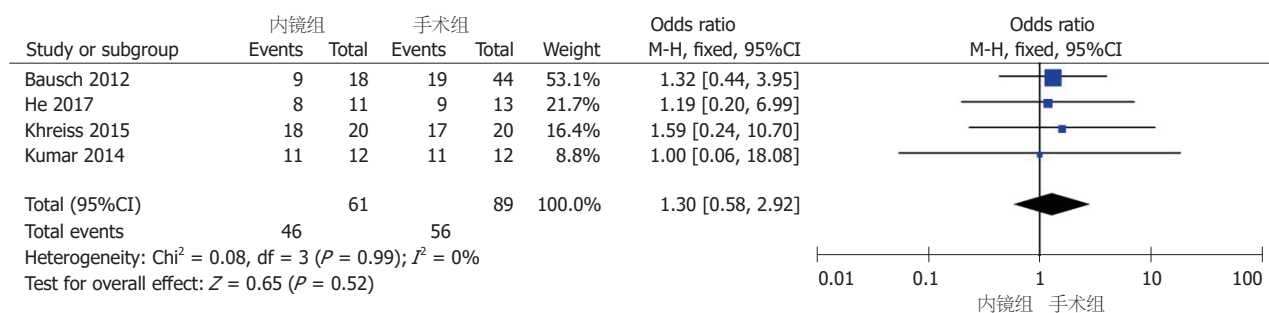 内镜组 手术组 Odds ratio Odds ratio
Study or subgroup Events Total Events Total Weight M-H, fixed, 95%CI M-H, fixed, 95%CI
Bausch 2012 9 18 19 44 53.1% 1.32 [0.44, 3.95]
He 2017 8 11 9 13 21.7% 1.19 [0.20, 6.99]
Khreiss 2015 18 20 17 20 16.4% 1.59 [0.24, 10.70]
Kumar 2014 11 12 11 12 8.8% 1.00 [0.06, 18.08]
Total (95%CI) 61 89 100.0% 1.30 [0.58, 2.92]
Total events 46 56
Heterogeneity: Chi² = 0.08, df = 3 (P = 0.99); I² = 0%
Test for overall effect: Z = 0.65 (P = 0.52)
0.01 0.1 1 10 100
内镜组 手术组